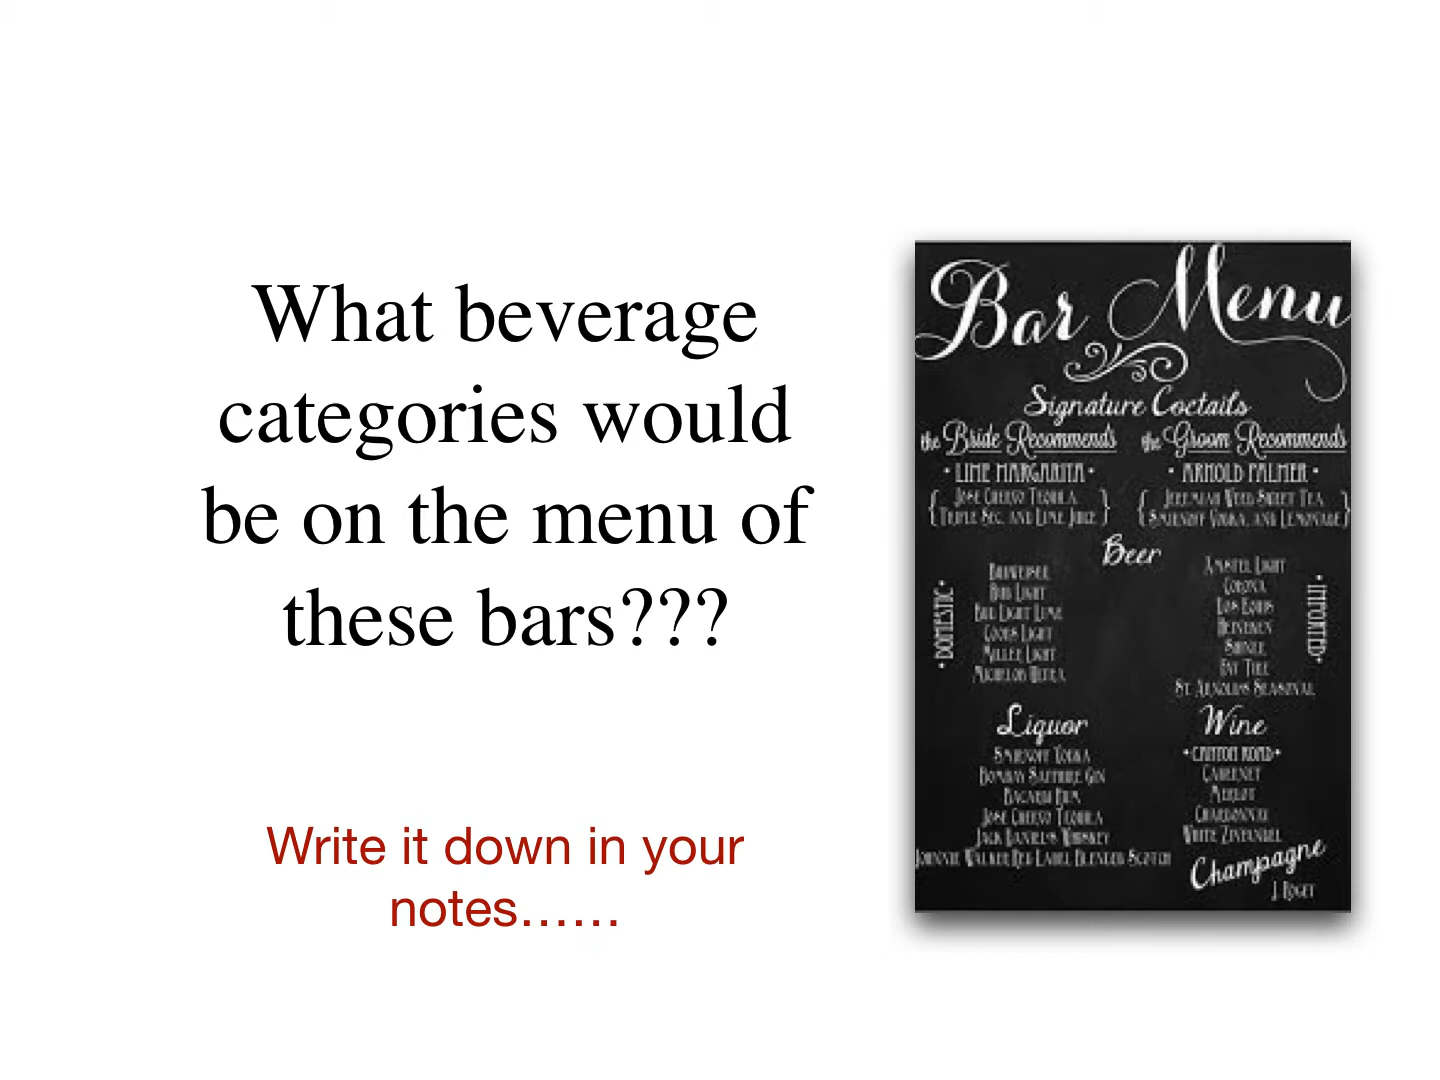 What beverage
categories would
be on the menu of
these bars???
Write it down in your
notes……
Bar Menu
Signature Coctails
the Bride Recommends
• LIME MARGARITA •
{ JOSE CUERVO TEQUILA,
TRIPLE SEC, AND LIME JUICE }
the Groom Recommends
• ARNOLD PALMER •
{ JEREMIAH WEED SWEET TEA
SMIRNOFF VODKA, AND LEMONADE }
Beer
• DOMESTIC •
BUDWEISER
BUD LIGHT
BUD LIGHT LIME
COORS LIGHT
MILLER LIGHT
MICHELOB ULTRA
• IMPORTED •
AMSTEL LIGHT
CORONA
DOS EQUIS
HEINEKEN
SHINER
FAT TIRE
ST. ARNOLD'S SEASONAL
Liquor
SMIRNOFF VODKA
BOMBAY SAPPHIRE GIN
BACARDI RUM
JOSE CUERVO TEQUILA
JACK DANIEL'S WHISKEY
JOHNNIE WALKER RED LABEL BLENDED SCOTCH
Wine
• CANYON ROAD •
CABERNET
MERLOT
CHARDONNAY
WHITE ZINFANDEL
Champagne
J. ROGET